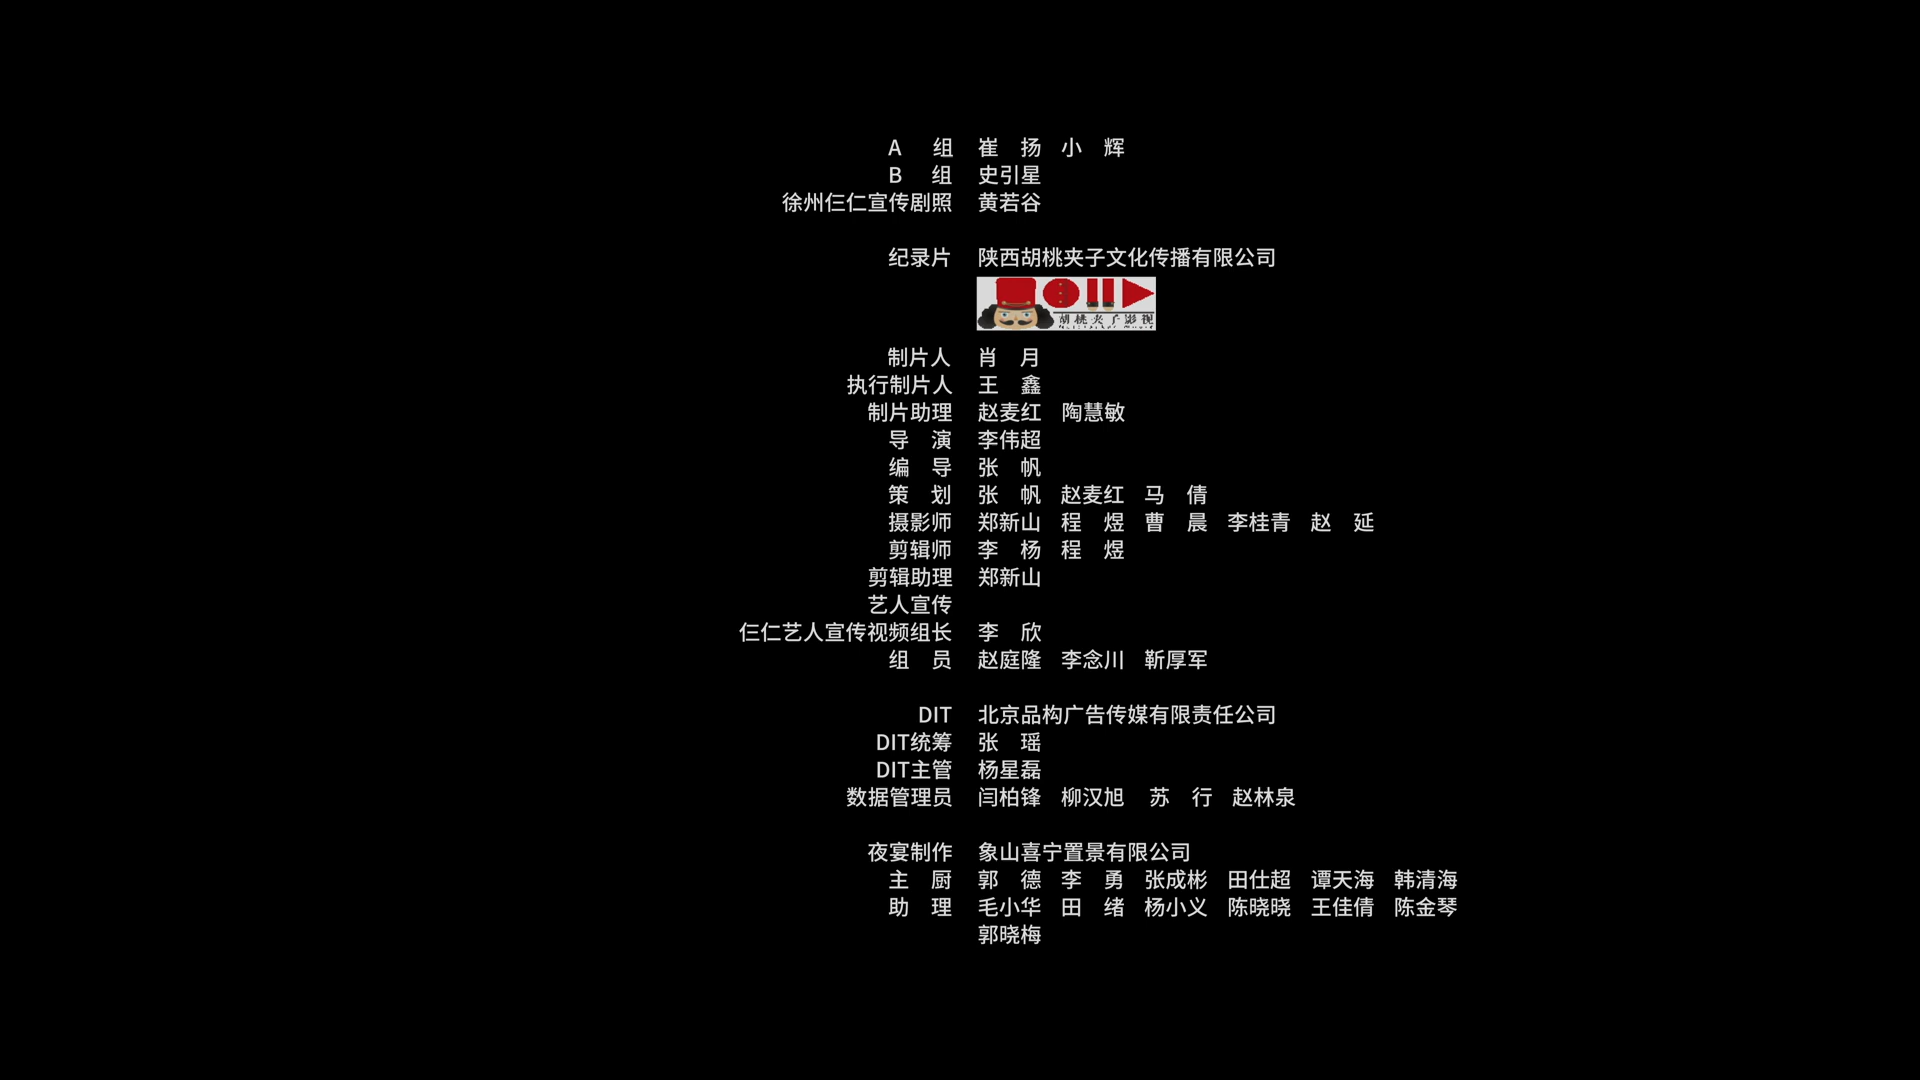 A 组 崔 扬 小 辉
B 组 史引星
徐州仨仁宣传剧照 黄若谷
纪录片 陕西胡桃夹子文化传播有限公司
胡桃夹子影视
制片人 肖 月
执行制片人 王 鑫
制片助理 赵麦红 陶慧敏
导 演 李伟超
编 导 张 帆
策 划 张 帆 赵麦红 马 倩
摄影师 郑新山 程 煜 曹 晨 李桂青 赵 延
剪辑师 李 杨 程 煜
剪辑助理 郑新山
艺人宣传
仨仁艺人宣传视频组长 李 欣
组 员 赵庭隆 李念川 靳厚军
DIT 北京品构广告传媒有限责任公司
DIT统筹 张 瑶
DIT主管 杨星磊
数据管理员 闫柏锋 柳汉旭 苏 行 赵林泉
夜宴制作 象山喜宁置景有限公司
主 厨 郭 德 李 勇 张成彬 田仕超 谭天海 韩清海
助 理 毛小华 田 绪 杨小义 陈晓晓 王佳倩 陈金琴
郭晓梅